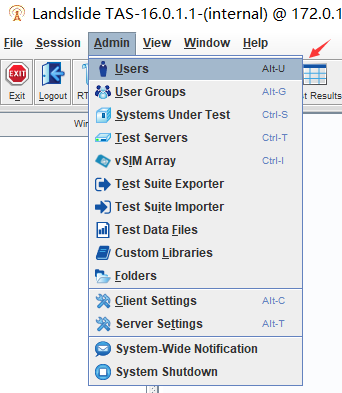 Landslide TAS-16.0.1.1-(internal) @ 172.0.1
File Session Admin View Window Help
Exit Logout RT Results
Users Alt-U
User Groups Alt-G
Systems Under Test Ctrl-S
Test Servers Ctrl-T
vSIM Array Ctrl-I
Test Suite Exporter
Test Suite Importer
Test Data Files
Custom Libraries
Folders
Client Settings Alt-C
Server Settings Alt-T
System-Wide Notification
System Shutdown